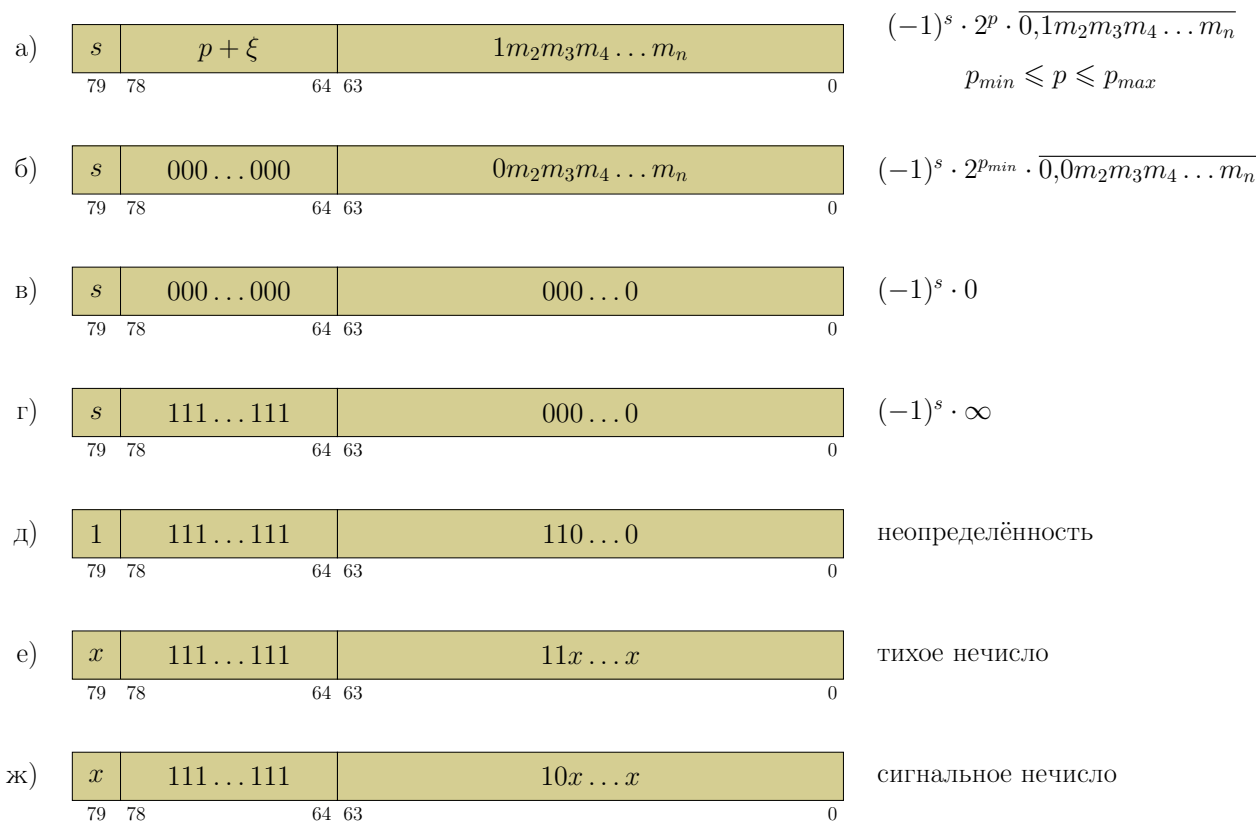 а) s p + ξ 1m₂m₃m₄ … mₙ (−1)ˢ · 2ᵖ · 0,1m₂m₃m₄ … mₙ
79 78 64 63 0 p_min ⩽ p ⩽ p_max
б) s 000 … 000 0m₂m₃m₄ … mₙ (−1)ˢ · 2^{p_min} · 0,0m₂m₃m₄ … mₙ
79 78 64 63 0
в) s 000 … 000 000 … 0 (−1)ˢ · 0
79 78 64 63 0
г) s 111 … 111 000 … 0 (−1)ˢ · ∞
79 78 64 63 0
д) 1 111 … 111 110 … 0 неопределённость
79 78 64 63 0
е) x 111 … 111 11x … x тихое нечисло
79 78 64 63 0
ж) x 111 … 111 10x … x сигнальное нечисло
79 78 64 63 0